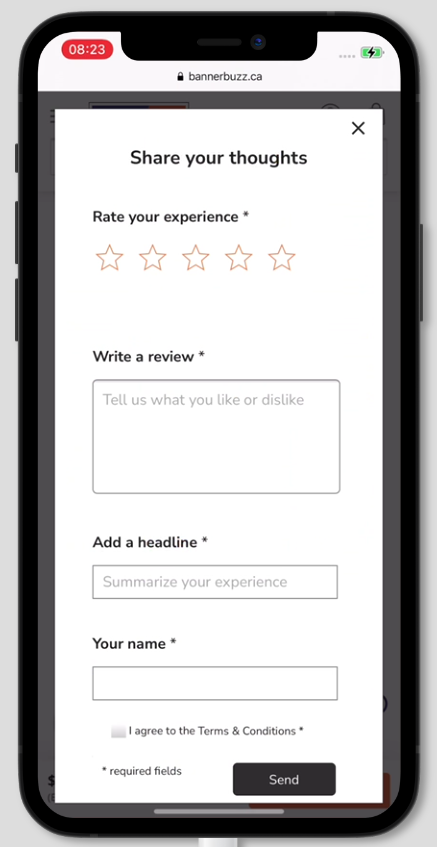 08:23
bannerbuzz.ca
Share your thoughts
Rate your experience *
Write a review *
Tell us what you like or dislike
Add a headline *
Summarize your experience
Your name *
I agree to the Terms & Conditions *
* required fields
Send
$